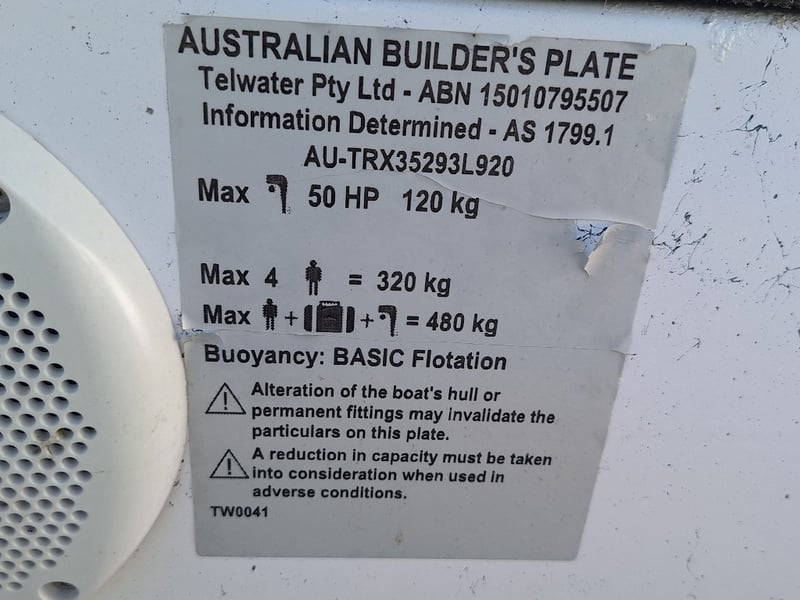 AUSTRALIAN BUILDER'S PLATE
Telwater Pty Ltd - ABN 15010795507
Information Determined - AS 1799.1
AU-TRX35293L920
Max 50 HP 120 kg
Max 4 = 320 kg
Max + + = 480 kg
Buoyancy: BASIC Flotation
Alteration of the boat's hull or
permanent fittings may invalidate the
particulars on this plate.
A reduction in capacity must be taken
into consideration when used in
adverse conditions.
TW0041